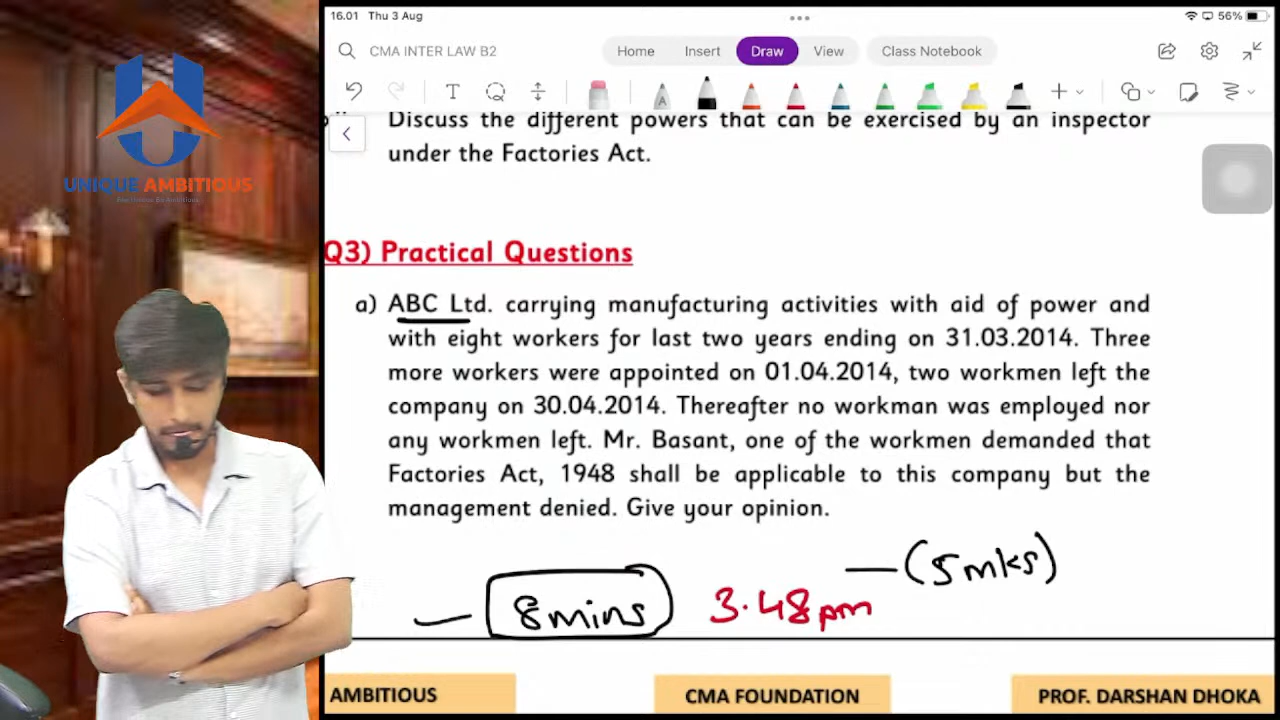 16.01 Thu 3 Aug
56%
CMA INTER LAW B2
Home Insert Draw View Class Notebook
UNIQUE AMBITIOUS
Discuss the different powers that can be exercised by an inspector
under the Factories Act.
Q3) Practical Questions
a) ABC Ltd. carrying manufacturing activities with aid of power and
with eight workers for last two years ending on 31.03.2014. Three
more workers were appointed on 01.04.2014, two workmen left the
company on 30.04.2014. Thereafter no workman was employed nor
any workmen left. Mr. Basant, one of the workmen demanded that
Factories Act, 1948 shall be applicable to this company but the
management denied. Give your opinion.
— (5mks)
— 8mins 3.48pm
AMBITIOUS CMA FOUNDATION PROF. DARSHAN DHOKA